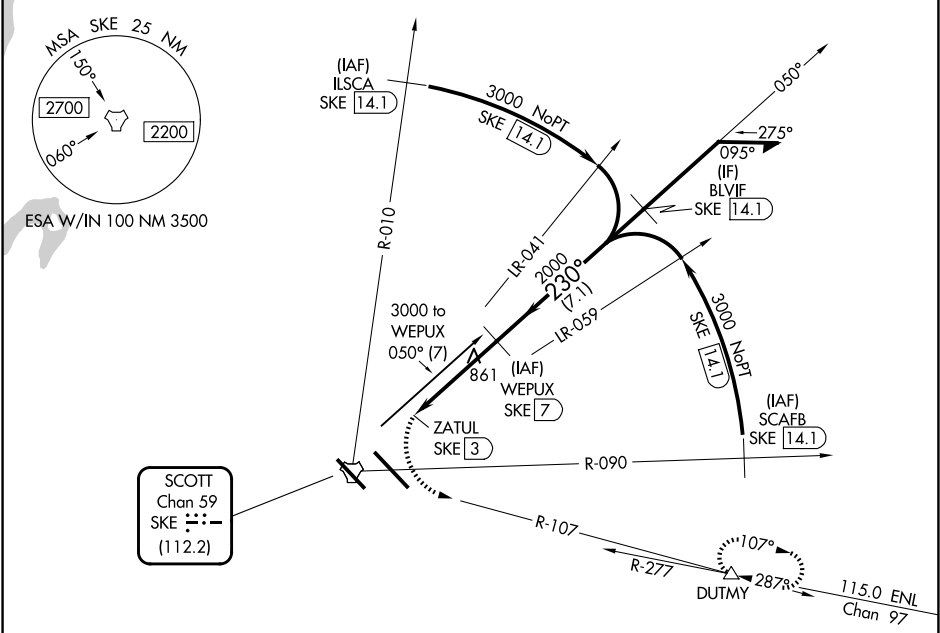 MSA SKE 25 NM
150°
2700
2200
060°
ESA W/IN 100 NM 3500
(IAF)
ILSCA
SKE 14.1
3000 NoPT
SKE 14.1
050°
275°
095°
(IF)
BLVIF
SKE 14.1
R-010
LR-041
2000
230°
(7.1)
LR-059
3000 NoPT
SKE 14.1
3000 to
WEPUX
050° (7)
861
(IAF)
WEPUX
SKE 7
(IAF)
SCAFB
SKE 14.1
ZATUL
SKE 3
R-090
SCOTT
Chan 59
SKE
(112.2)
R-107
R-277
107°
287°
DUTMY
115.0 ENL
Chan 97